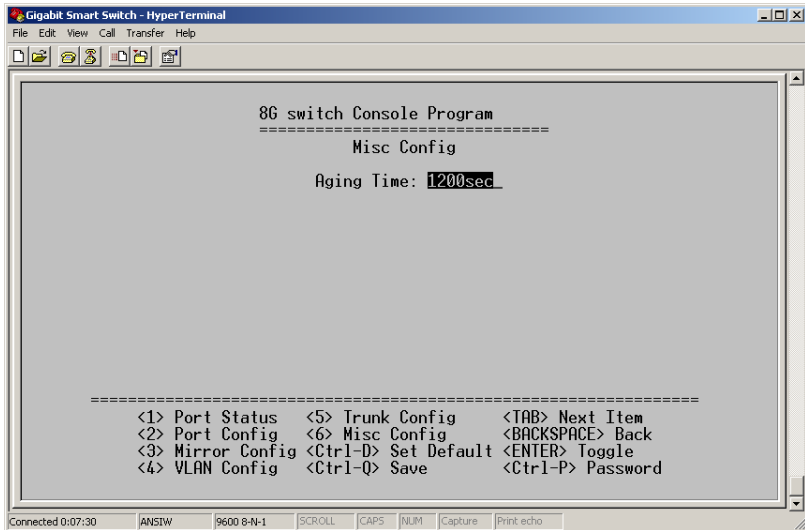 Gigabit Smart Switch - HyperTerminal
File Edit View Call Transfer Help
8G switch Console Program
===============================
Misc Config
Aging Time: 1200sec_
=================================================================
<1> Port Status <5> Trunk Config <TAB> Next Item
<2> Port Config <6> Misc Config <BACKSPACE> Back
<3> Mirror Config <Ctrl-D> Set Default <ENTER> Toggle
<4> VLAN Config <Ctrl-Q> Save <Ctrl-P> Password
Connected 0:07:30 ANSIW 9600 8-N-1 SCROLL CAPS NUM Capture Print echo